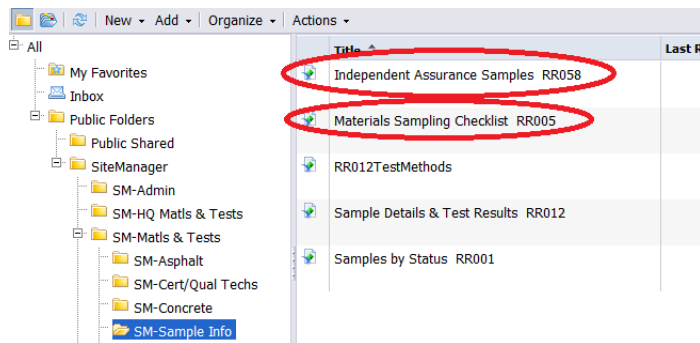 New Add Organize Actions
All
My Favorites
Inbox
Public Folders
Public Shared
SiteManager
SM-Admin
SM-HQ Matls & Tests
SM-Matls & Tests
SM-Asphalt
SM-Cert/Qual Techs
SM-Concrete
SM-Sample Info
Title Last R
Independent Assurance Samples RR058
Materials Sampling Checklist RR005
RR012TestMethods
Sample Details & Test Results RR012
Samples by Status RR001